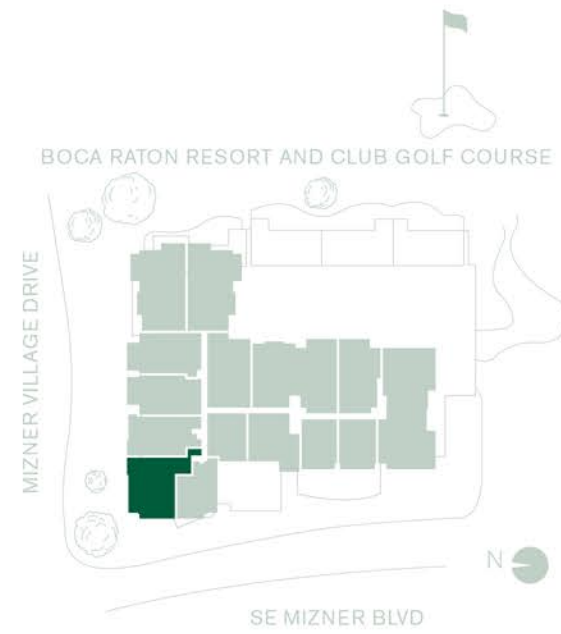 BOCA RATON RESORT AND CLUB GOLF COURSE
MIZNER VILLAGE DRIVE
N
SE MIZNER BLVD